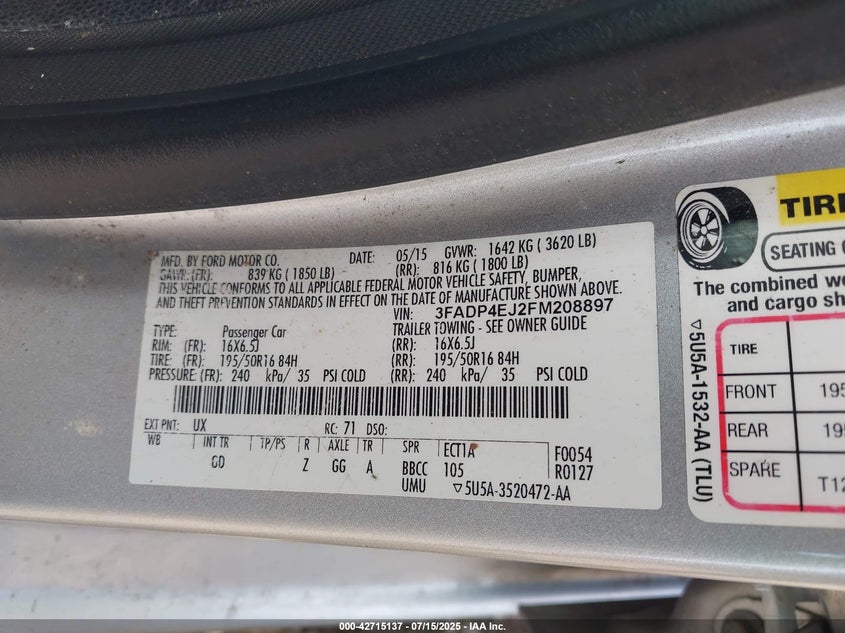 MFD. BY FORD MOTOR CO. DATE: 05/15 GVWR: 1642 KG ( 3620 LB)
GAWR: (FR): 839 KG ( 1850 LB) (RR): 816 KG ( 1800 LB)
THIS VEHICLE CONFORMS TO ALL APPLICABLE FEDERAL MOTOR VEHICLE SAFETY, BUMPER,
AND THEFT PREVENTION STANDARDS IN EFFECT ON THE DATE OF MANUFACTURE SHOWN ABOVE.
VIN: 3FADP4EJ2FM208897
TYPE: Passenger Car TRAILER TOWING - SEE OWNER GUIDE
RIM: (FR): 16X6.5J (RR): 16X6.5J
TIRE: (FR): 195/50R16 84H (RR): 195/50R16 84H
PRESSURE: (FR): 240 kPa/ 35 PSI COLD (RR): 240 kPa/ 35 PSI COLD
EXT PNT: UX RC: 71 DSO:
WB INT TR TP/PS R AXLE TR SPR ECT1A F0054
GD Z GG A BBCC 105 R0127
UMU ▽5U5A-3520472-AA
▽5U5A-1532-AA (TLU)
TIRE
SEATING
The combined
and cargo
TIRE
FRONT 195
REAR 195
SPARE T12
000-42715137 - 07/15/2025 - IAA Inc.